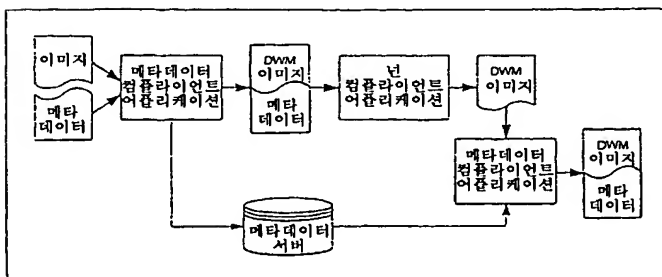 이미지
메타
데이터
메타데이터
컴플라이언트
어플리케이션
DWM
이미지
메타
데이터
넌
컴플라이언트
어플리케이션
DWM
이미지
메타데이터
컴플라이언트
어플리케이션
DWM
이미지
메타
데이터
메타데이터
서버